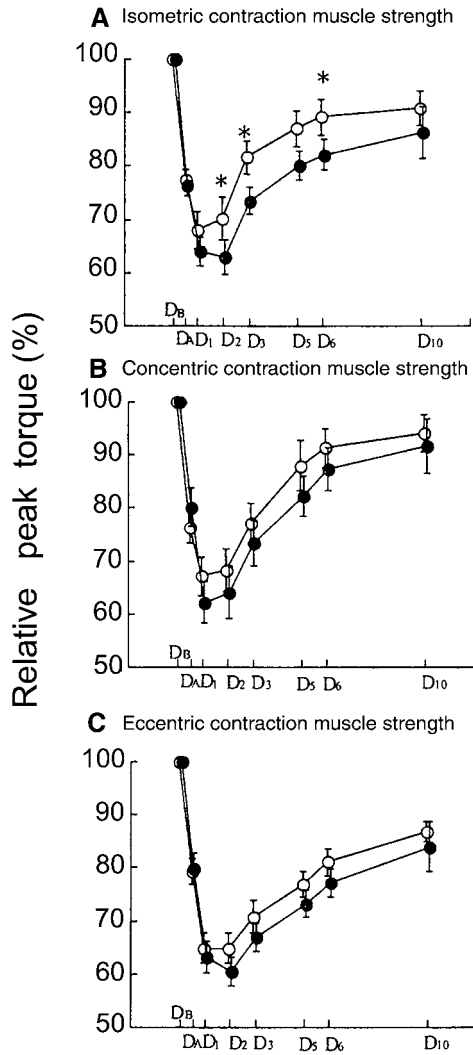 A Isometric contraction muscle strength
100
90
80
70
60
50
* * *
DB
DA D1 D2 D3 D5 D6 D10
B Concentric contraction muscle strength
100
90
80
70
60
50
DB
DA D1 D2 D3 D5 D6 D10
C Eccentric contraction muscle strength
100
90
80
70
60
50
DB
DA D1 D2 D3 D5 D6 D10
Relative peak torque (%)